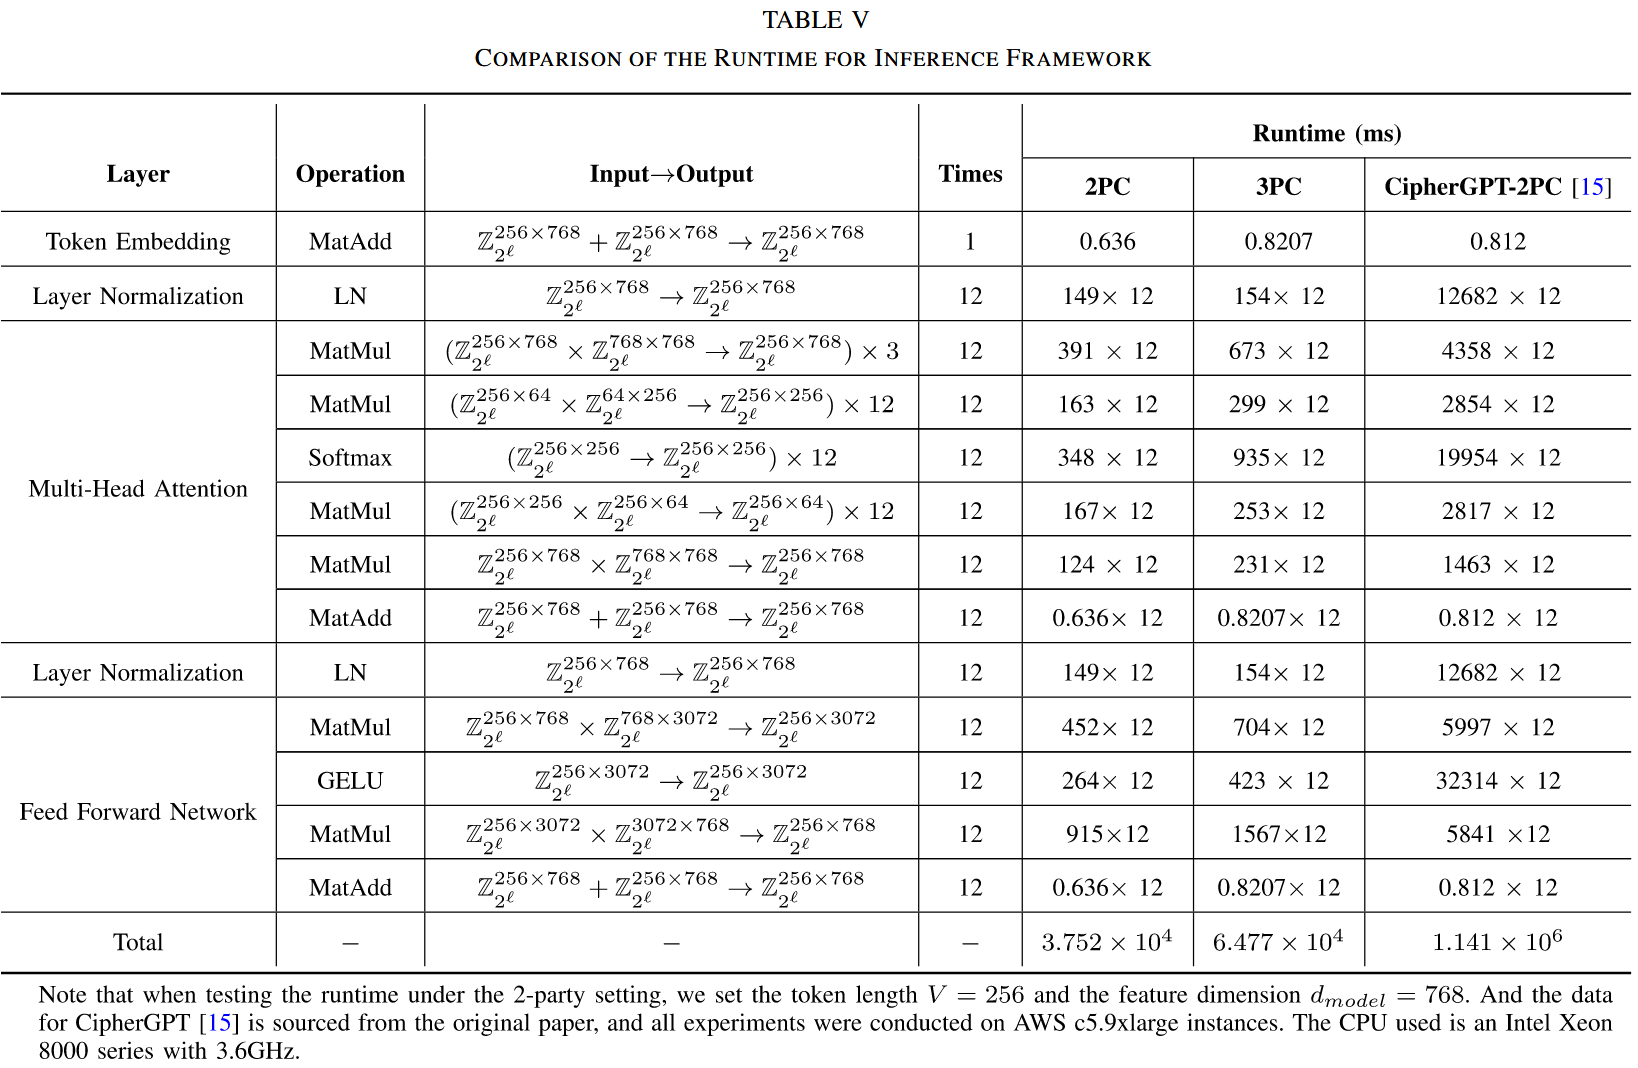 TABLE V
COMPARISON OF THE RUNTIME FOR INFERENCE FRAMEWORK
Layer | Operation | Input→Output | Times | Runtime (ms)
2PC | 3PC | CipherGPT-2PC [15]
Token Embedding | MatAdd | $\mathbb{Z}_{2^\ell}^{256\times768} + \mathbb{Z}_{2^\ell}^{256\times768} \to \mathbb{Z}_{2^\ell}^{256\times768}$ | 1 | 0.636 | 0.8207 | 0.812
Layer Normalization | LN | $\mathbb{Z}_{2^\ell}^{256\times768} \to \mathbb{Z}_{2^\ell}^{256\times768}$ | 12 | 149× 12 | 154× 12 | 12682 × 12
Multi-Head Attention | MatMul | $(\mathbb{Z}_{2^\ell}^{256\times768} \times \mathbb{Z}_{2^\ell}^{768\times768} \to \mathbb{Z}_{2^\ell}^{256\times768}) \times 3$ | 12 | 391 × 12 | 673 × 12 | 4358 × 12
MatMul | $(\mathbb{Z}_{2^\ell}^{256\times64} \times \mathbb{Z}_{2^\ell}^{64\times256} \to \mathbb{Z}_{2^\ell}^{256\times256}) \times 12$ | 12 | 163 × 12 | 299 × 12 | 2854 × 12
Softmax | $(\mathbb{Z}_{2^\ell}^{256\times256} \to \mathbb{Z}_{2^\ell}^{256\times256}) \times 12$ | 12 | 348 × 12 | 935× 12 | 19954 × 12
MatMul | $(\mathbb{Z}_{2^\ell}^{256\times256} \times \mathbb{Z}_{2^\ell}^{256\times64} \to \mathbb{Z}_{2^\ell}^{256\times64}) \times 12$ | 12 | 167× 12 | 253× 12 | 2817 × 12
MatMul | $\mathbb{Z}_{2^\ell}^{256\times768} \times \mathbb{Z}_{2^\ell}^{768\times768} \to \mathbb{Z}_{2^\ell}^{256\times768}$ | 12 | 124 × 12 | 231× 12 | 1463 × 12
MatAdd | $\mathbb{Z}_{2^\ell}^{256\times768} + \mathbb{Z}_{2^\ell}^{256\times768} \to \mathbb{Z}_{2^\ell}^{256\times768}$ | 12 | 0.636× 12 | 0.8207× 12 | 0.812 × 12
Layer Normalization | LN | $\mathbb{Z}_{2^\ell}^{256\times768} \to \mathbb{Z}_{2^\ell}^{256\times768}$ | 12 | 149× 12 | 154× 12 | 12682 × 12
Feed Forward Network | MatMul | $\mathbb{Z}_{2^\ell}^{256\times768} \times \mathbb{Z}_{2^\ell}^{768\times3072} \to \mathbb{Z}_{2^\ell}^{256\times3072}$ | 12 | 452× 12 | 704× 12 | 5997 × 12
GELU | $\mathbb{Z}_{2^\ell}^{256\times3072} \to \mathbb{Z}_{2^\ell}^{256\times3072}$ | 12 | 264× 12 | 423 × 12 | 32314 × 12
MatMul | $\mathbb{Z}_{2^\ell}^{256\times3072} \times \mathbb{Z}_{2^\ell}^{3072\times768} \to \mathbb{Z}_{2^\ell}^{256\times768}$ | 12 | 915×12 | 1567×12 | 5841 ×12
MatAdd | $\mathbb{Z}_{2^\ell}^{256\times768} + \mathbb{Z}_{2^\ell}^{256\times768} \to \mathbb{Z}_{2^\ell}^{256\times768}$ | 12 | 0.636× 12 | 0.8207× 12 | 0.812 × 12
Total | − | − | − | $3.752 \times 10^4$ | $6.477 \times 10^4$ | $1.141 \times 10^6$
Note that when testing the runtime under the 2-party setting, we set the token length $V = 256$ and the feature dimension $d_{model} = 768$. And the data
for CipherGPT [15] is sourced from the original paper, and all experiments were conducted on AWS c5.9xlarge instances. The CPU used is an Intel Xeon
8000 series with 3.6GHz.